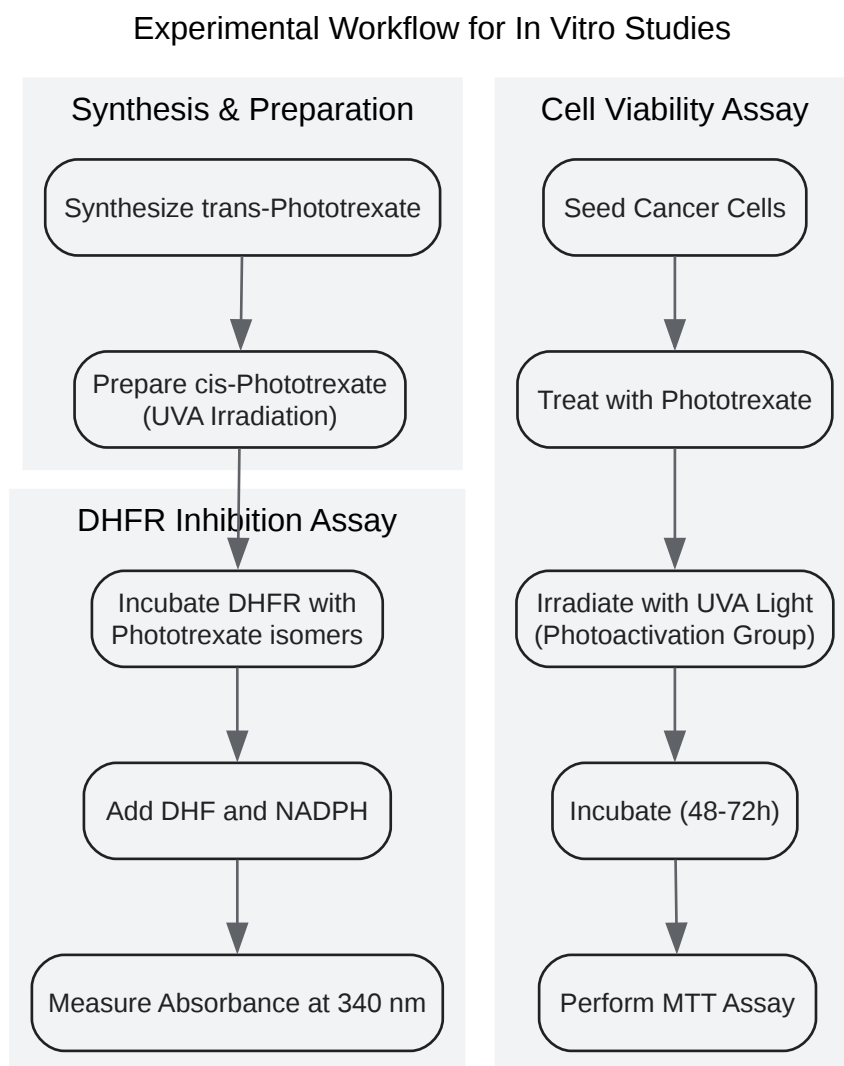 Experimental Workflow for In Vitro Studies
Synthesis & Preparation
Synthesize trans-Phototrexate
Prepare cis-Phototrexate
(UVA Irradiation)
DHFR Inhibition Assay
Incubate DHFR with
Phototrexate isomers
Add DHF and NADPH
Measure Absorbance at 340 nm
Cell Viability Assay
Seed Cancer Cells
Treat with Phototrexate
Irradiate with UVA Light
(Photoactivation Group)
Incubate (48-72h)
Perform MTT Assay